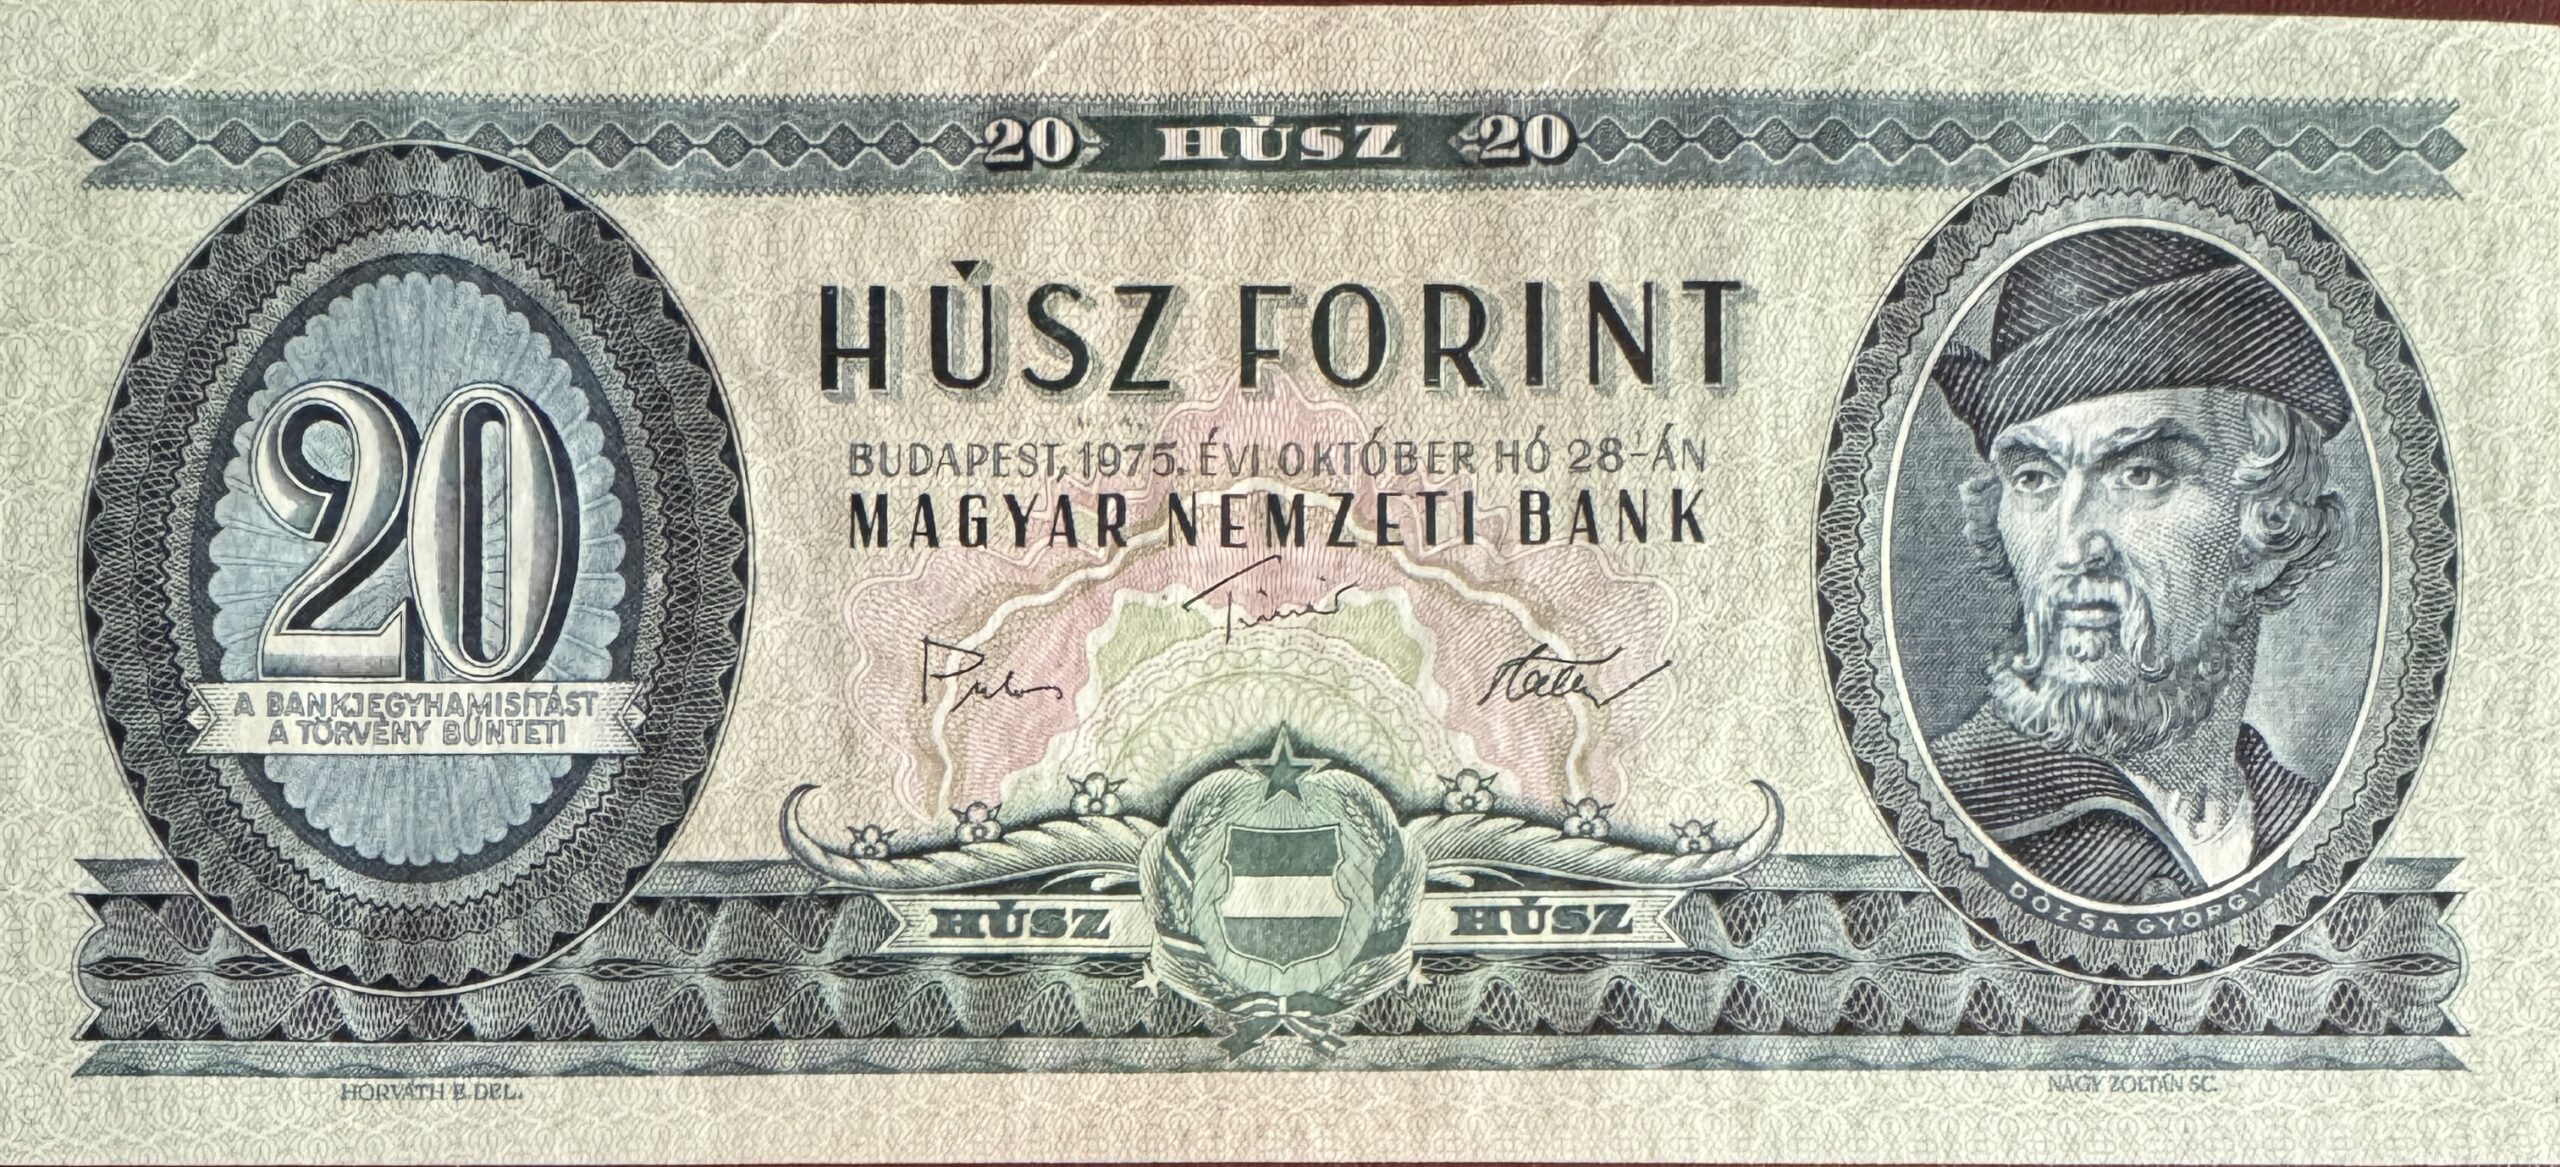 20 HÚSZ 20
HÚSZ FORINT
BUDAPEST, 1975. ÉVI OKTÓBER HÓ 28-ÁN
MAGYAR NEMZETI BANK
20
A BANKJEGYHAMISÍTÁST
A TÖRVÉNY BÜNTETI
HÚSZ HÚSZ
DÓZSA GYÖRGY
HORVÁTH E. DEL.
NAGY ZOLTÁN SC.